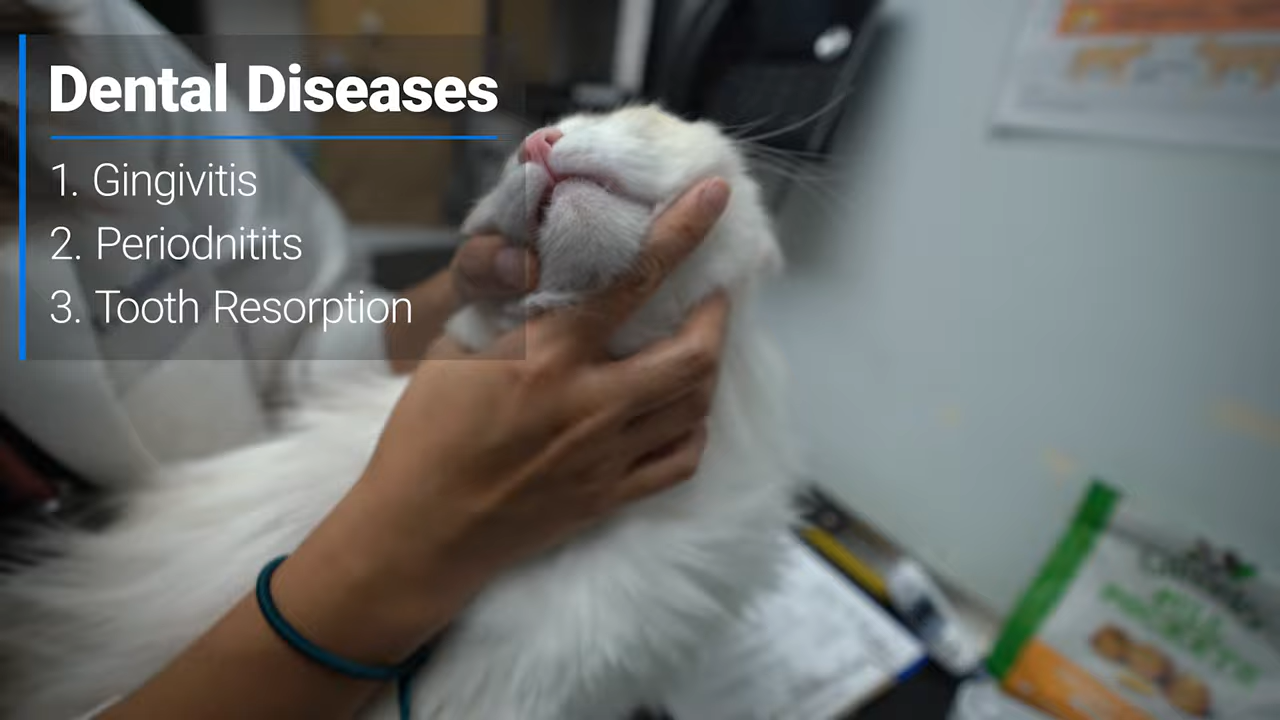 Dental Diseases
1. Gingivitis
2. Periodnitits
3. Tooth Resorption